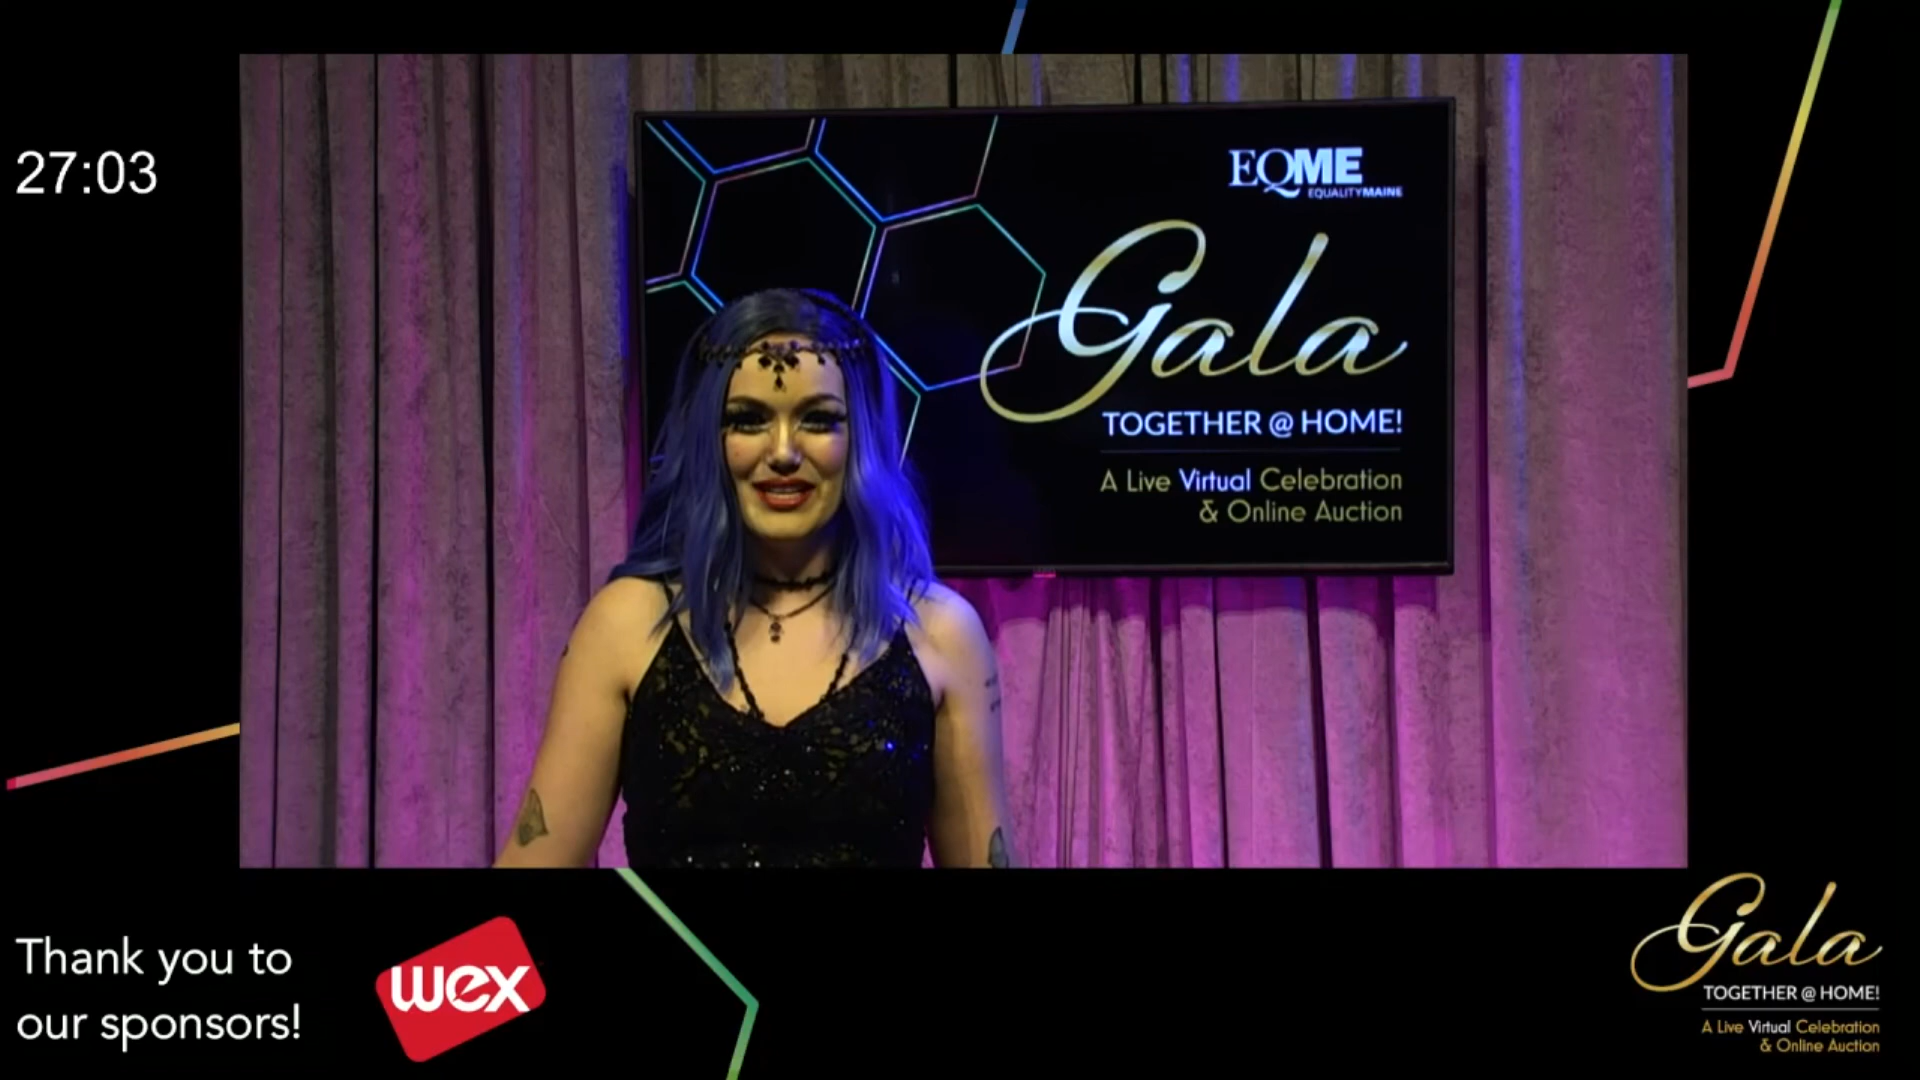 27:03
EQME
EQUALITYMAINE
Gala
TOGETHER @ HOME!
A Live Virtual Celebration
& Online Auction
Thank you to
our sponsors!
wex
Gala
TOGETHER @ HOME!
A Live Virtual Celebration
& Online Auction